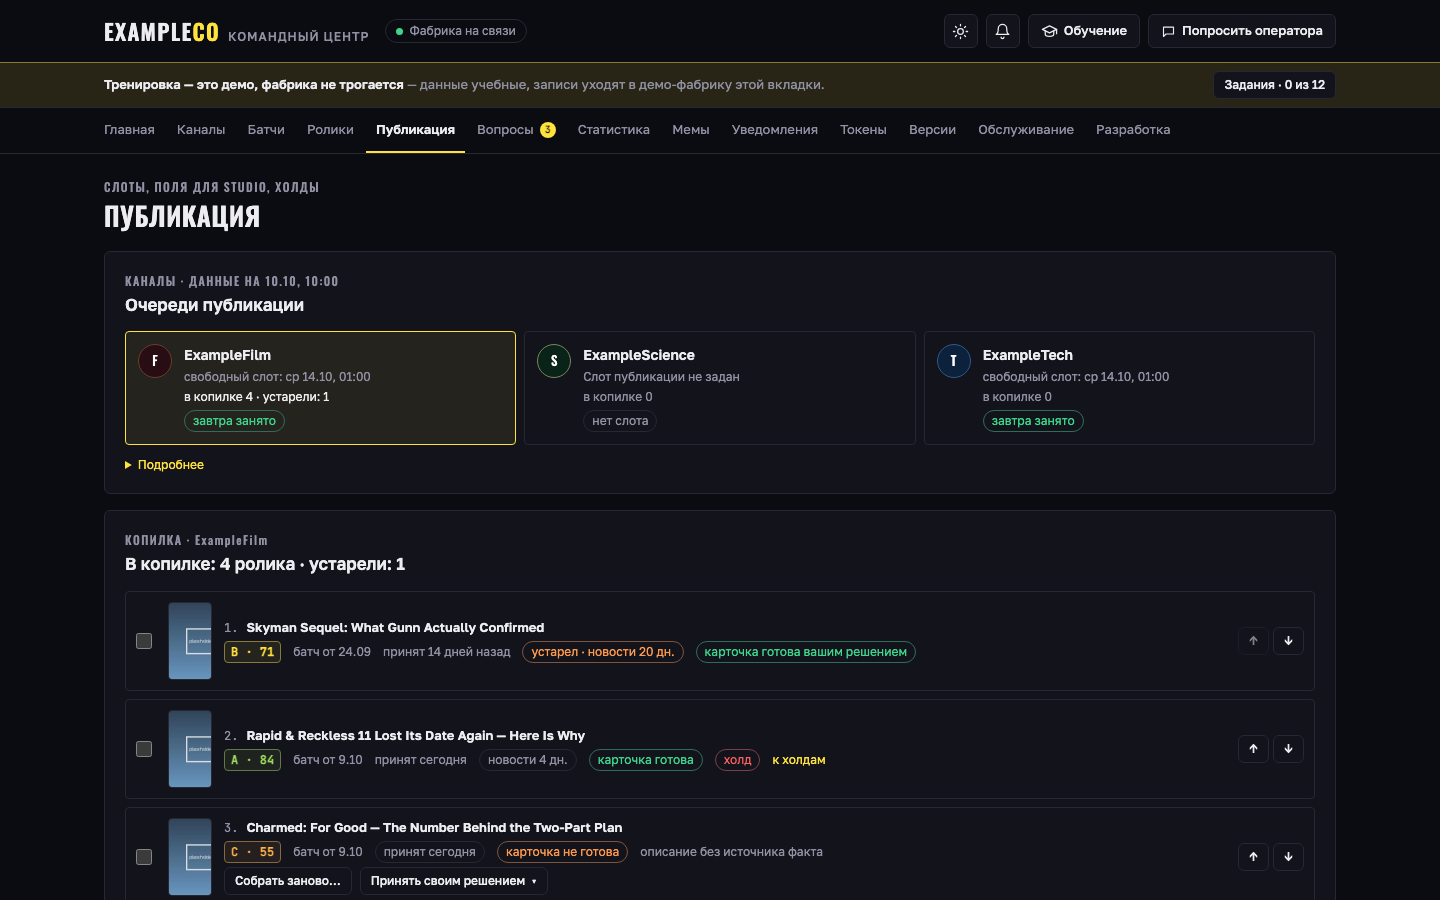 EXAMPLECO КОМАНДНЫЙ ЦЕНТР Фабрика на связи Обучение Попросить оператора
Тренировка — это демо, фабрика не трогается — данные учебные, записи уходят в демо-фабрику этой вкладки. Задания · 0 из 12
Главная Каналы Батчи Ролики Публикация Вопросы 3 Статистика Мемы Уведомления Токены Версии Обслуживание Разработка
СЛОТЫ, ПОЛЯ ДЛЯ STUDIO, ХОЛДЫ
ПУБЛИКАЦИЯ
КАНАЛЫ · ДАННЫЕ НА 10.10, 10:00
Очереди публикации
F ExampleFilm
свободный слот: ср 14.10, 01:00
в копилке 4 · устарели: 1
завтра занято
S ExampleScience
Слот публикации не задан
в копилке 0
нет слота
T ExampleTech
свободный слот: ср 14.10, 01:00
в копилке 0
завтра занято
Подробнее
КОПИЛКА · ExampleFilm
В копилке: 4 ролика · устарели: 1
1. Skyman Sequel: What Gunn Actually Confirmed
B · 71 батч от 24.09 принят 14 дней назад устарел · новости 20 дн. карточка готова вашим решением
2. Rapid & Reckless 11 Lost Its Date Again — Here Is Why
A · 84 батч от 9.10 принят сегодня новости 4 дн. карточка готова холд к холдам
3. Charmed: For Good — The Number Behind the Two-Part Plan
C · 55 батч от 9.10 принят сегодня карточка не готова описание без источника факта
Собрать заново... Принять своим решением